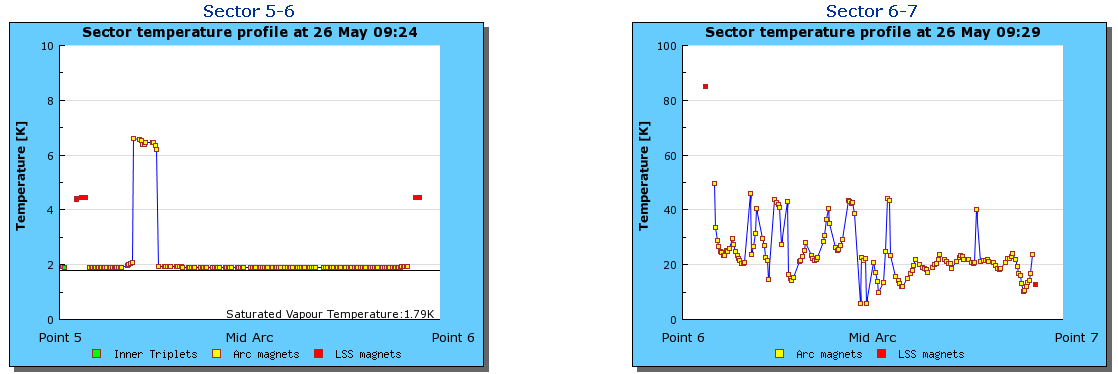 Sector 5-6
Sector temperature profile at 26 May 09:24
Temperature [K]
10
8
6
4
2
0
Saturated Vapour Temperature:1.79K
Point 5 Mid Arc Point 6
Inner Triplets Arc magnets LSS magnets
Sector 6-7
Sector temperature profile at 26 May 09:29
Temperature [K]
100
80
60
40
20
0
Point 6 Mid Arc Point 7
Arc magnets LSS magnets